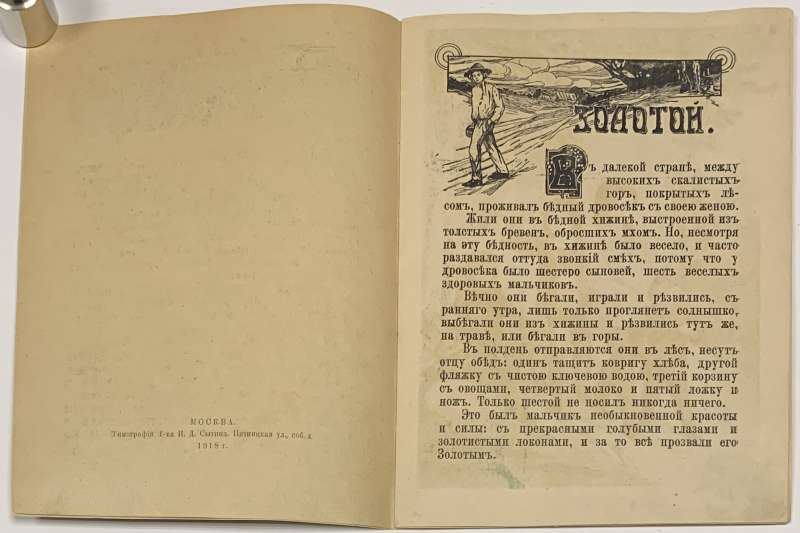 МОСКВА.
Типографія Т-ва И. Д. Сытина. Пятницкая ул., соб. д.
1918 г.
ЗОЛОТОЙ.
Въ далекой странѣ, между
высокихъ скалистыхъ
горъ, покрытыхъ лѣ-
сомъ, проживалъ бѣдный дровосѣкъ съ своею женою.
Жили они въ бѣдной хижинѣ, выстроенной изъ
толстыхъ бревенъ, обросшихъ мхомъ. Но, несмотря
на эту бѣдность, въ хижинѣ было весело, и часто
раздавался оттуда звонкій смѣхъ, потому что у
дровосѣка было шестеро сыновей, шесть веселыхъ
здоровыхъ мальчиковъ.
Вѣчно они бѣгали, играли и рѣзвились, съ
ранняго утра, лишь только проглянетъ солнышко,
выбѣгали они изъ хижины и рѣзвились тутъ же,
на травѣ, или бѣгали въ горы.
Въ полдень отправляются они въ лѣсъ, несутъ
отцу обѣдъ: одинъ тащитъ ковригу хлѣба, другой
фляжку съ чистою ключевою водою, третій корзину
съ овощами, четвертый молоко и пятый ложку и
ножъ. Только шестой не носилъ никогда ничего.
Это былъ мальчикъ необыкновенной красоты
и силы: съ прекрасными голубыми глазами и
золотистыми локонами, и за то всѣ прозвали его
Золотымъ.